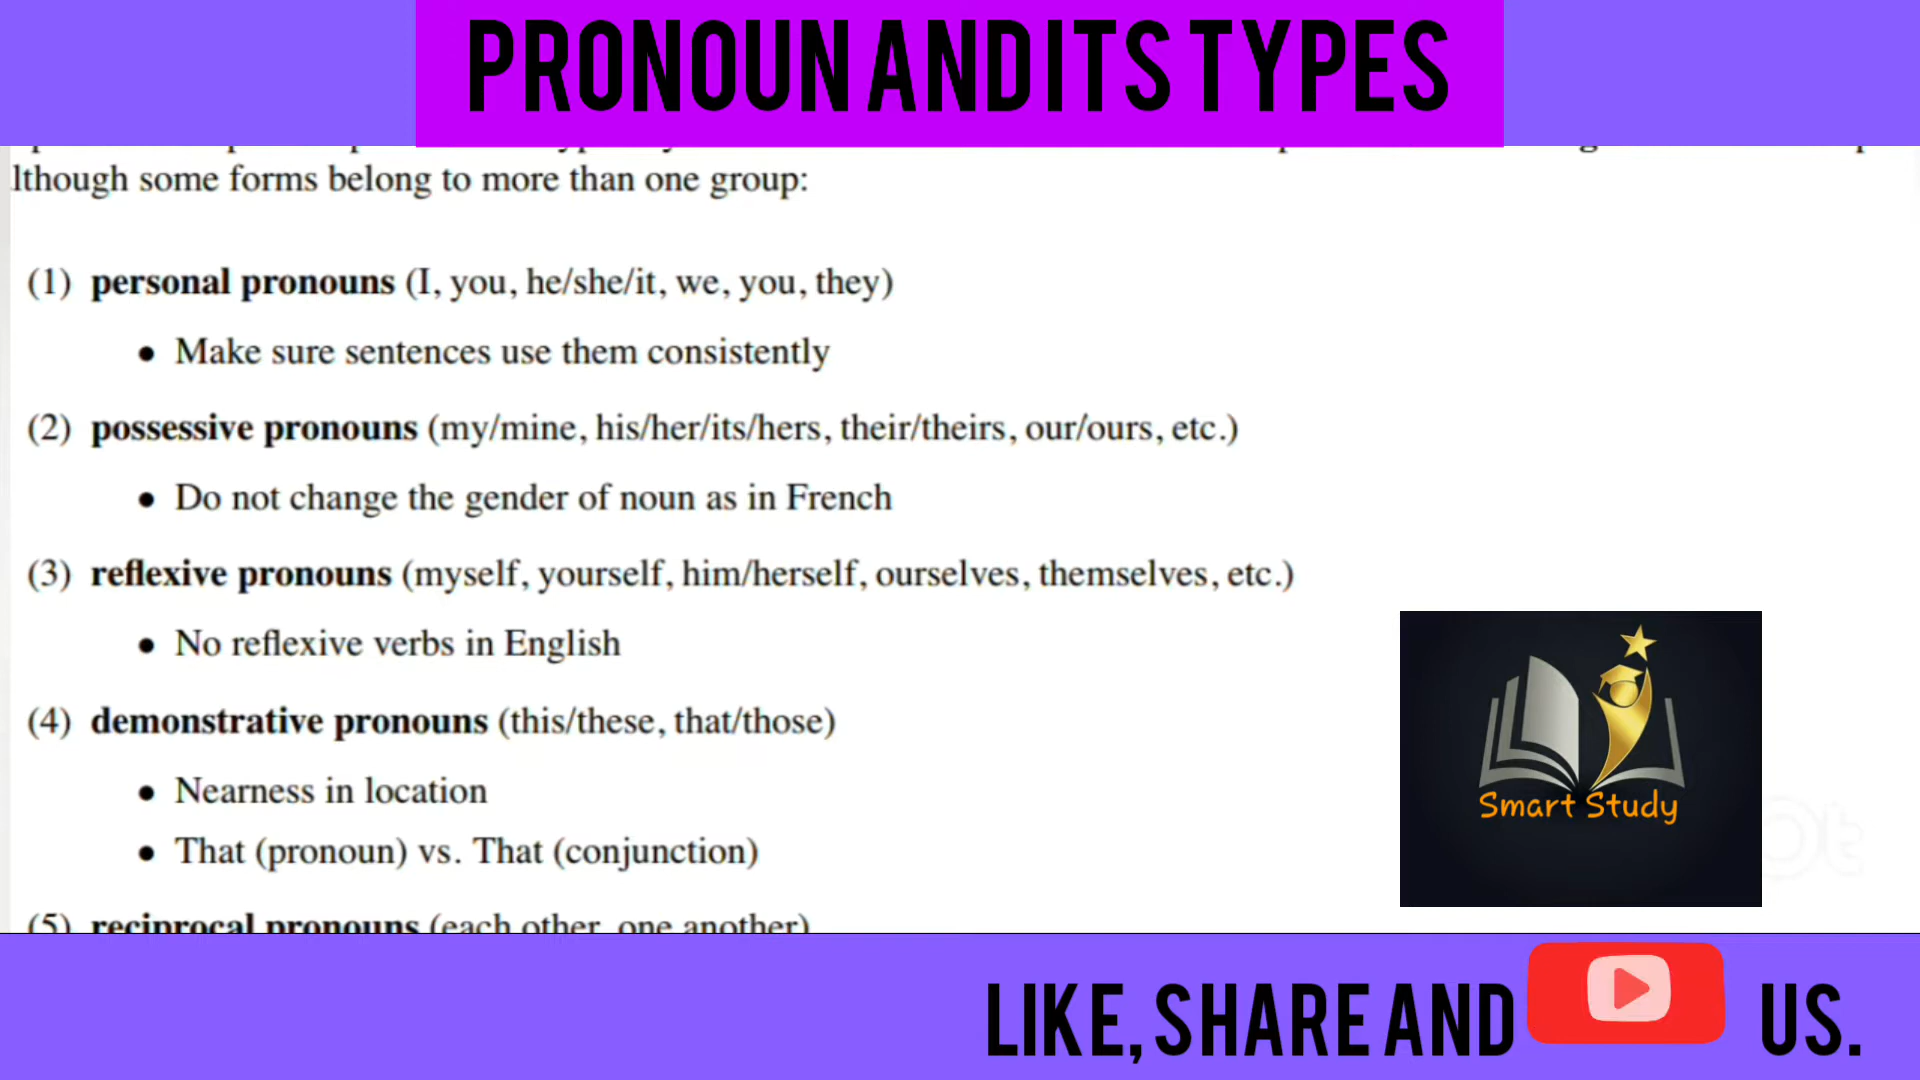 PRONOUN AND ITS TYPES
lthough some forms belong to more than one group:
(1) personal pronouns (I, you, he/she/it, we, you, they)
• Make sure sentences use them consistently
(2) possessive pronouns (my/mine, his/her/its/hers, their/theirs, our/ours, etc.)
• Do not change the gender of noun as in French
(3) reflexive pronouns (myself, yourself, him/herself, ourselves, themselves, etc.)
• No reflexive verbs in English
(4) demonstrative pronouns (this/these, that/those)
• Nearness in location
• That (pronoun) vs. That (conjunction)
(5) reciprocal pronouns (each other, one another)
Smart Study
LIKE, SHARE AND US.